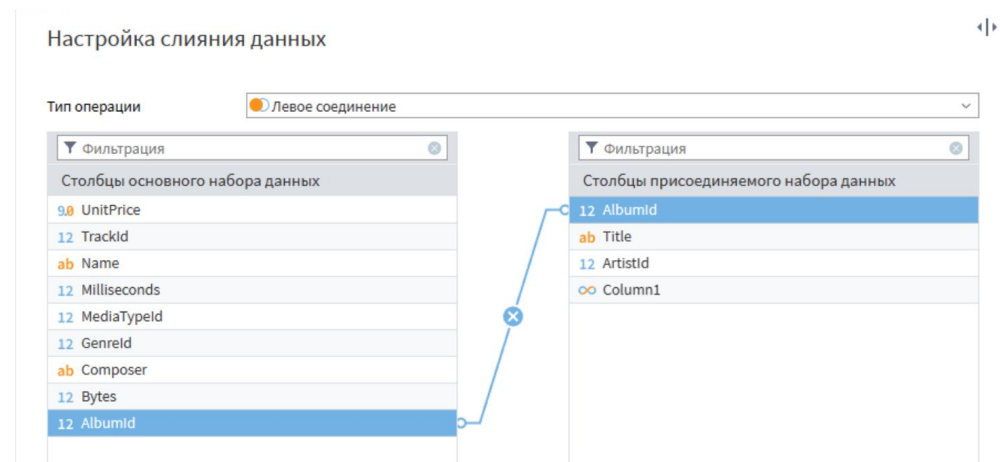 Настройка слияния данных
Тип операции
Левое соединение
Фильтрация
Столбцы основного набора данных
9.0 UnitPrice
12 TrackId
ab Name
12 Milliseconds
12 MediaTypeId
12 GenreId
ab Composer
12 Bytes
12 AlbumId
Фильтрация
Столбцы присоединяемого набора данных
12 AlbumId
ab Title
12 ArtistId
Column1